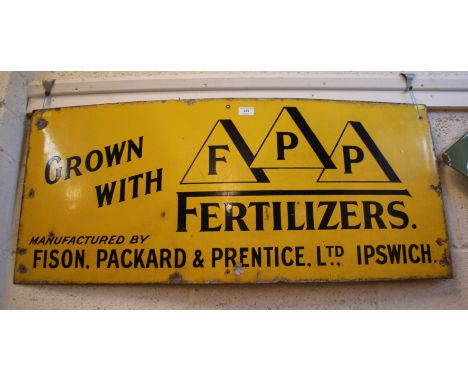 GROWN
WITH
F P P
FERTILIZERS.
MANUFACTURED BY
FISON. PACKARD & PRENTICE. LTD., IPSWICH.